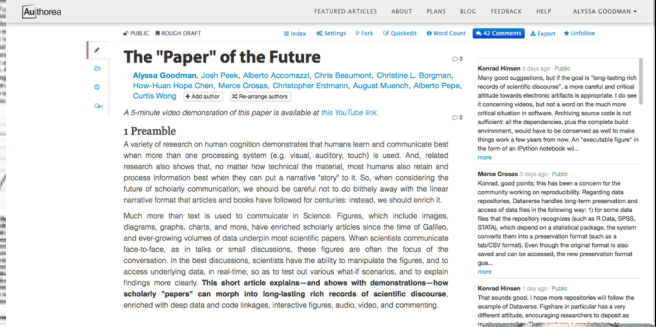 Authorea
FEATURED ARTICLES ABOUT PLANS BLOG FEEDBACK HELP ALYSSA GOODMAN
PUBLIC ROUGH DRAFT
Index Settings Fork Quickedit Word Count 42 Comments Export Unfollow
The "Paper" of the Future
3
Alyssa Goodman, Josh Peek, Alberto Accomazzi, Chris Beaumont, Christine L. Borgman,
How-Huan Hope Chen, Merce Crosas, Christopher Erdmann, August Muench, Alberto Pepe,
Curtis Wong + Add author Re-arrange authors
A 5-minute video demonsration of this paper is available at this YouTube link.
2
1 Preamble
A variety of research on human cognition demonstrates that humans learn and communicate best
when more than one processing system (e.g. visual, auditory, touch) is used. And, related
research also shows that, no matter how technical the material, most humans also retain and
process information best when they can put a narrative "story" to it. So, when considering the
future of scholarly communication, we should be careful not to do blithely away with the linear
narrative format that articles and books have followed for centuries: instead, we should enrich it.
Much more than text is used to commuicate in Science. Figures, which include images,
diagrams, graphs, charts, and more, have enriched scholarly articles since the time of Galileo,
and ever-growing volumes of data underpin most scientific papers. When scientists communicate
face-to-face, as in talks or small discussions, these figures are often the focus of the
conversation. In the best discussions, scientists have the ability to manipulate the figures, and to
access underlying data, in real-time, so as to test out various what-if scenarios, and to explain
findings more clearly. This short article explains—and shows with demonstrations—how
scholarly "papers" can morph into long-lasting rich records of scientific discourse,
enriched with deep data and code linkages, interactive figures, audio, video, and commenting.
Konrad Hinsen 3 days ago · Public
Many good suggestions, but if the goal is "long-lasting rich
records of scientific discourse", a more careful and critical
attitude towards electronic artifacts is appropriate. I do see
it concerning videos, but not a word on the much more
critical situation in software. Archiving source code is not
sufficient: all the dependencies, plus the complete build
environment, would have to be conserved as well to make
things work a few years from now. An "executable figure" in
the form of an IPython notebook wil...
more
Merce Crosas 3 days ago · Public
Konrad, good points; this has been a concern for the
community working on reproducibility. Regarding data
repositories, Dataverse handles long-term preservation and
access of data files in the following way: 1) for some data
files that the repository recognizes (such as R Data, SPSS,
STATA), which depend on a statistical package, the system
converts them into a preservation format (such as a
tab/CSV format). Even though the original format is also
saved and can be accessed, the new preservation format
gua...
more
Konrad Hinsen 1 day ago · Public
That sounds good. I hope more repositories will follow the
example of Dataverse. Figshare in particular has a very
different attitude, encouraging researchers to deposit as